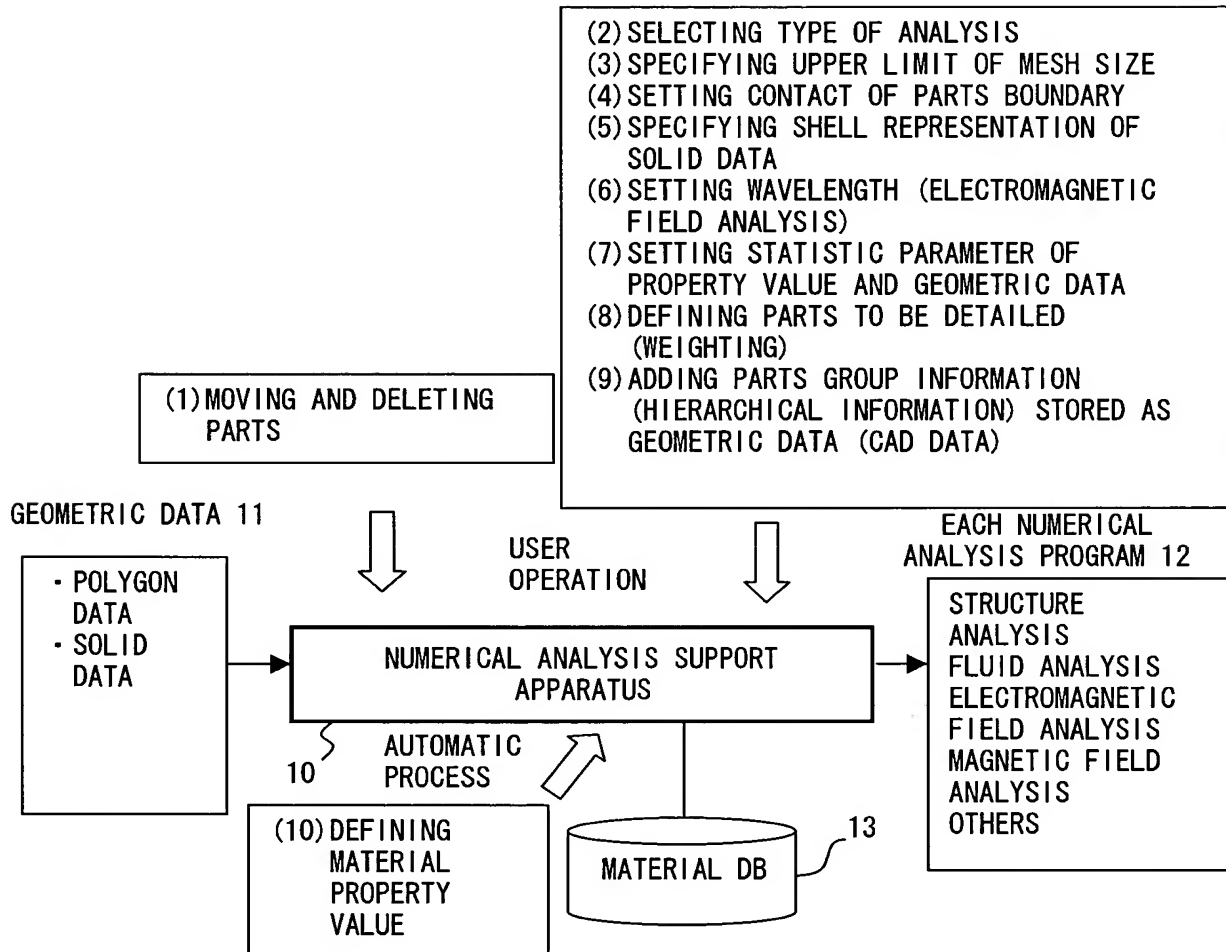 (2) SELECTING TYPE OF ANALYSIS
(3) SPECIFYING UPPER LIMIT OF MESH SIZE
(4) SETTING CONTACT OF PARTS BOUNDARY
(5) SPECIFYING SHELL REPRESENTATION OF
SOLID DATA
(6) SETTING WAVELENGTH (ELECTROMAGNETIC
FIELD ANALYSIS)
(7) SETTING STATISTIC PARAMETER OF
PROPERTY VALUE AND GEOMETRIC DATA
(8) DEFINING PARTS TO BE DETAILED
(WEIGHTING)
(9) ADDING PARTS GROUP INFORMATION
(HIERARCHICAL INFORMATION) STORED AS
GEOMETRIC DATA (CAD DATA)
(1) MOVING AND DELETING
PARTS
GEOMETRIC DATA 11
· POLYGON
DATA
· SOLID
DATA
USER
OPERATION
EACH NUMERICAL
ANALYSIS PROGRAM 12
STRUCTURE
ANALYSIS
FLUID ANALYSIS
ELECTROMAGNETIC
FIELD ANALYSIS
MAGNETIC FIELD
ANALYSIS
OTHERS
NUMERICAL ANALYSIS SUPPORT
APPARATUS
10
AUTOMATIC
PROCESS
(10) DEFINING
MATERIAL
PROPERTY
VALUE
MATERIAL DB
13